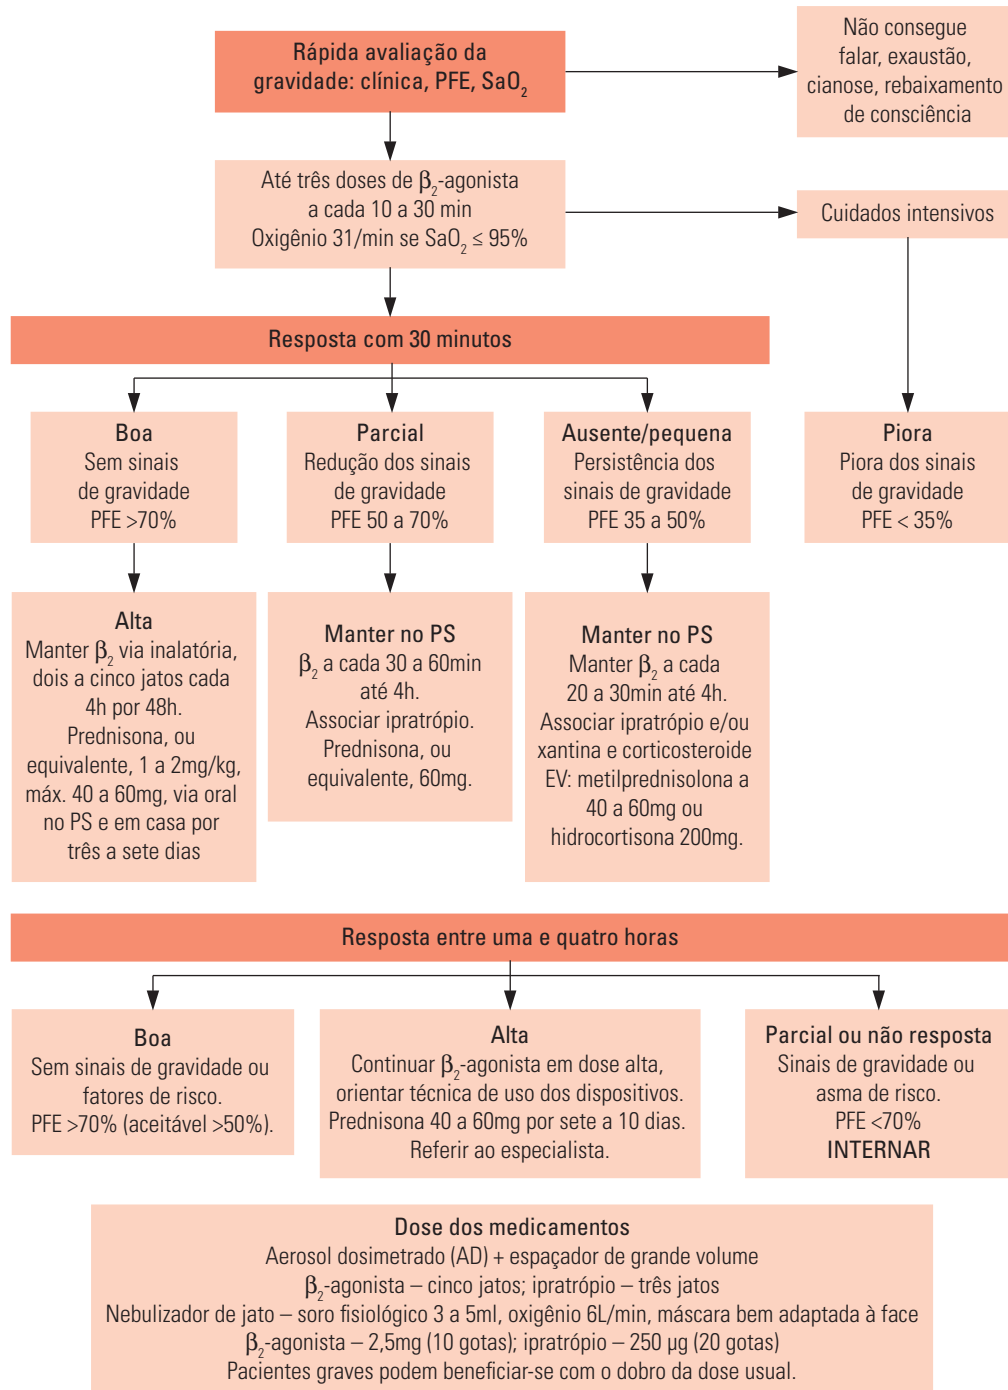 Rápida avaliação da
gravidade: clínica, PFE, SaO₂
Não consegue
falar, exaustão,
cianose, rebaixamento
de consciência
Até três doses de β₂-agonista
a cada 10 a 30 min
Oxigênio 31/min se SaO₂ ≤ 95%
Cuidados intensivos
Resposta com 30 minutos
Boa
Sem sinais
de gravidade
PFE >70%
Parcial
Redução dos sinais
de gravidade
PFE 50 a 70%
Ausente/pequena
Persistência dos
sinais de gravidade
PFE 35 a 50%
Piora
Piora dos sinais
de gravidade
PFE < 35%
Alta
Manter β₂ via inalatória,
dois a cinco jatos cada
4h por 48h.
Prednisona, ou
equivalente, 1 a 2mg/kg,
máx. 40 a 60mg, via oral
no PS e em casa por
três a sete dias
Manter no PS
β₂ a cada 30 a 60min
até 4h.
Associar ipratrópio.
Prednisona, ou
equivalente, 60mg.
Manter no PS
Manter β₂ a cada
20 a 30min até 4h.
Associar ipratrópio e/ou
xantina e corticosteroide
EV: metilprednisolona a
40 a 60mg ou
hidrocortisona 200mg.
Resposta entre uma e quatro horas
Boa
Sem sinais de gravidade ou
fatores de risco.
PFE >70% (aceitável >50%).
Alta
Continuar β₂-agonista em dose alta,
orientar técnica de uso dos dispositivos.
Prednisona 40 a 60mg por sete a 10 dias.
Referir ao especialista.
Parcial ou não resposta
Sinais de gravidade ou
asma de risco.
PFE <70%
INTERNAR
Dose dos medicamentos
Aerosol dosimetrado (AD) + espaçador de grande volume
β₂-agonista – cinco jatos; ipratrópio – três jatos
Nebulizador de jato – soro fisiológico 3 a 5ml, oxigênio 6L/min, máscara bem adaptada à face
β₂-agonista – 2,5mg (10 gotas); ipratrópio – 250 µg (20 gotas)
Pacientes graves podem beneficiar-se com o dobro da dose usual.